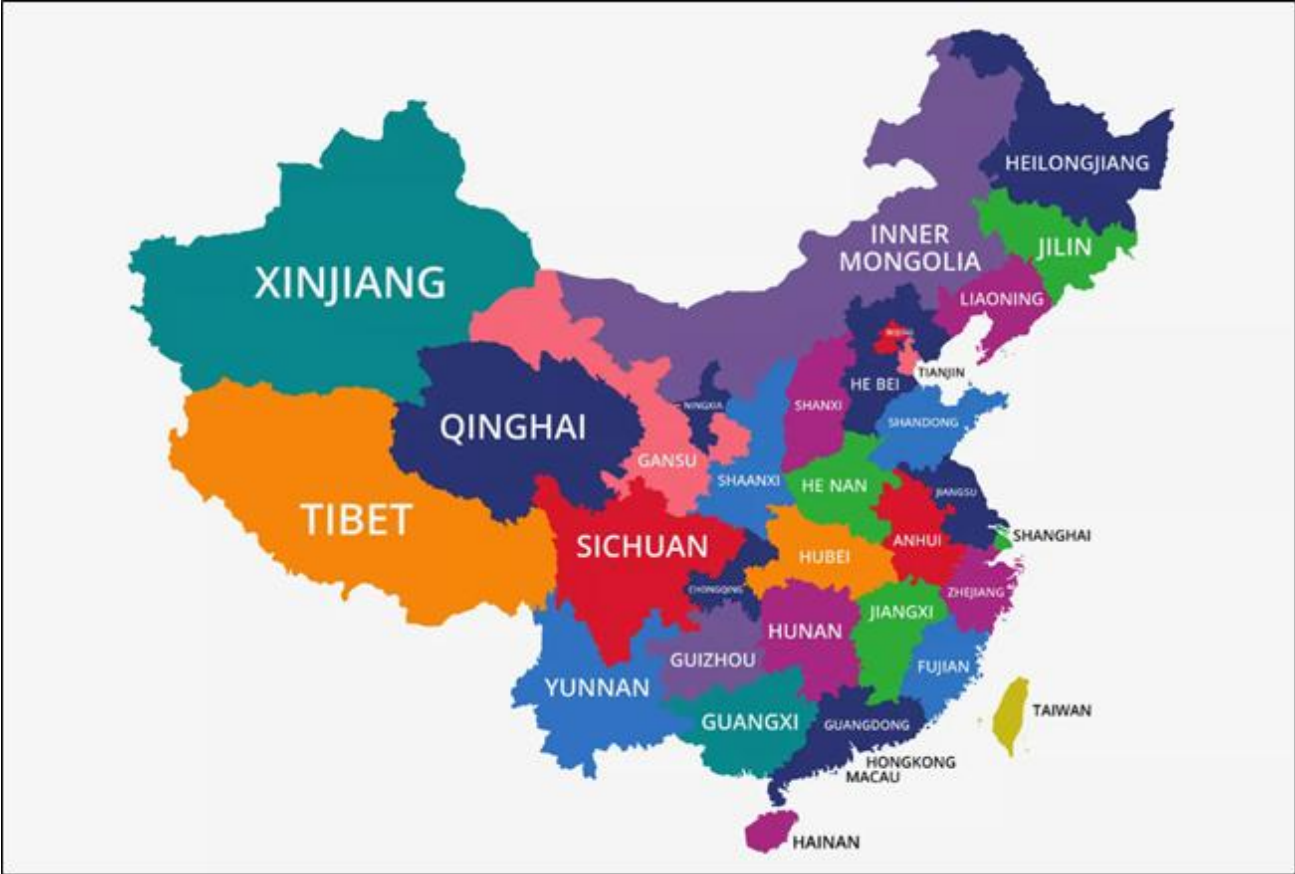 HEILONGJIANG
INNER
MONGOLIA
JILIN
XINJIANG
LIAONING
BEIJING
TIANJIN
HE BEI
NINGXIA
SHANXI
QINGHAI
SHANDONG
GANSU
SHAANXI
HE NAN
JIANGSU
TIBET
SICHUAN
ANHUI
SHANGHAI
HUBEI
CHONGQING
ZHEJIANG
JIANGXI
HUNAN
GUIZHOU
FUJIAN
YUNNAN
TAIWAN
GUANGXI
GUANGDONG
HONGKONG
MACAU
HAINAN